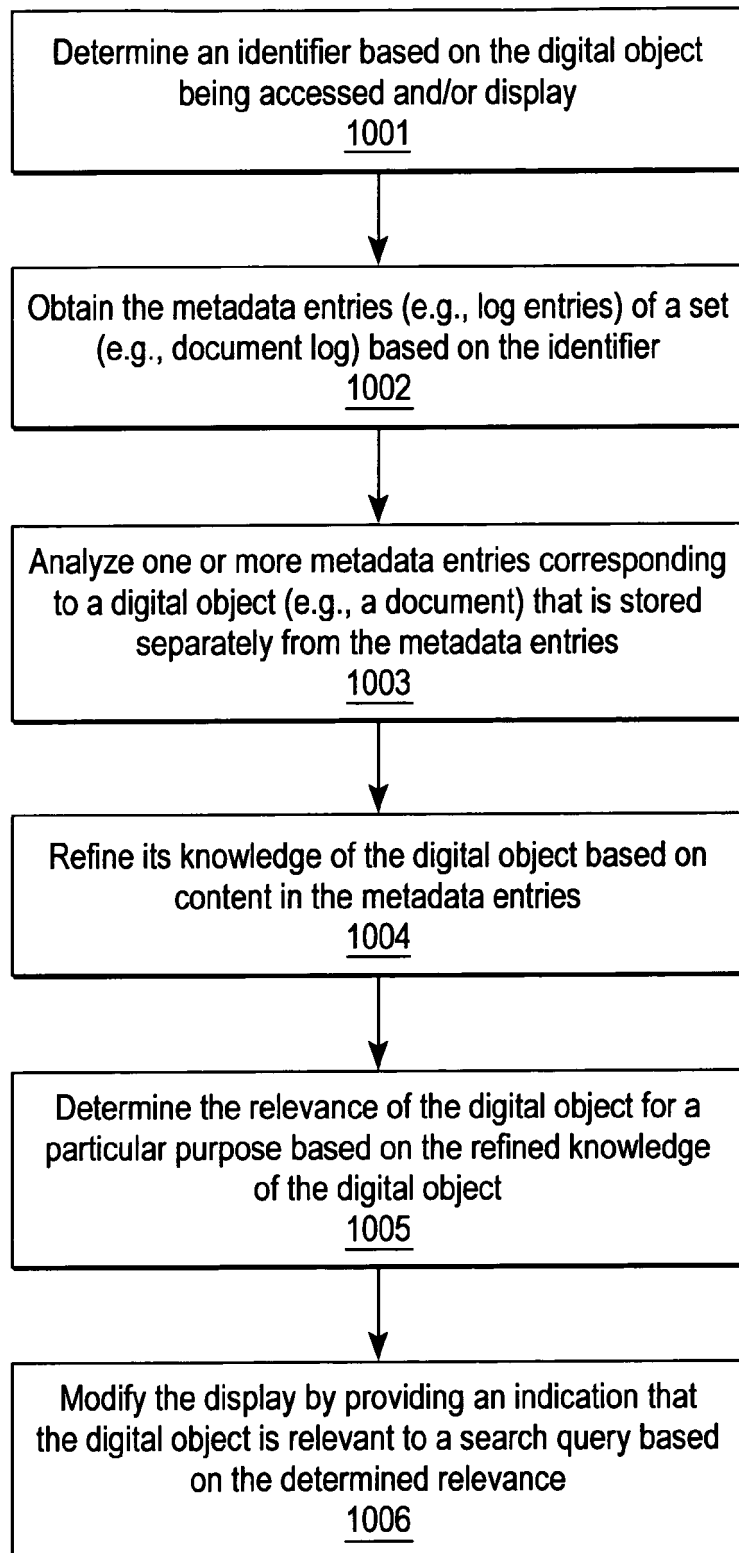 Determine an identifier based on the digital object
being accessed and/or display
1001
Obtain the metadata entries (e.g., log entries) of a set
(e.g., document log) based on the identifier
1002
Analyze one or more metadata entries corresponding
to a digital object (e.g., a document) that is stored
separately from the metadata entries
1003
Refine its knowledge of the digital object based on
content in the metadata entries
1004
Determine the relevance of the digital object for a
particular purpose based on the refined knowledge
of the digital object
1005
Modify the display by providing an indication that
the digital object is relevant to a search query based
on the determined relevance
1006